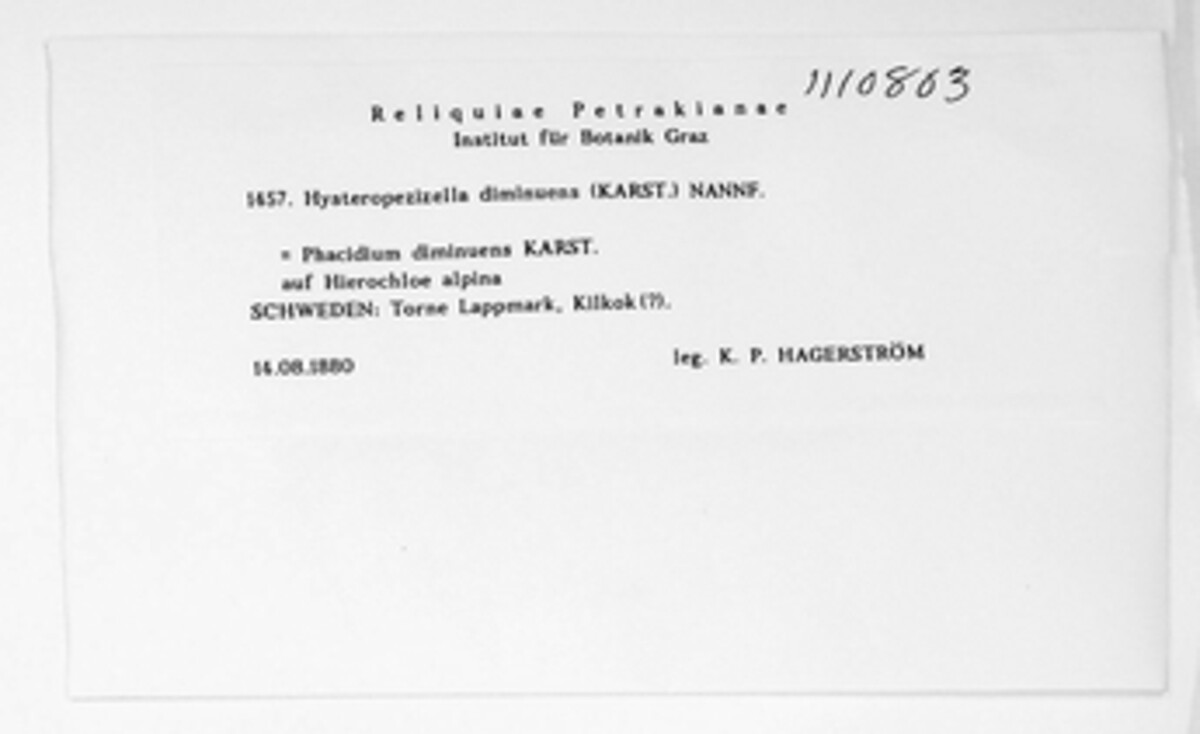 1110863
Reliquiae Petrakianae
Institut für Botanik Graz
1457. Hysteropezizella diminuens (KARST.) NANNF.
= Phacidium diminuens KARST.
auf Hierochloe alpina
SCHWEDEN: Torne Lappmark, Kilkok(?).
14.08.1880
leg. K. P. HAGERSTRÖM